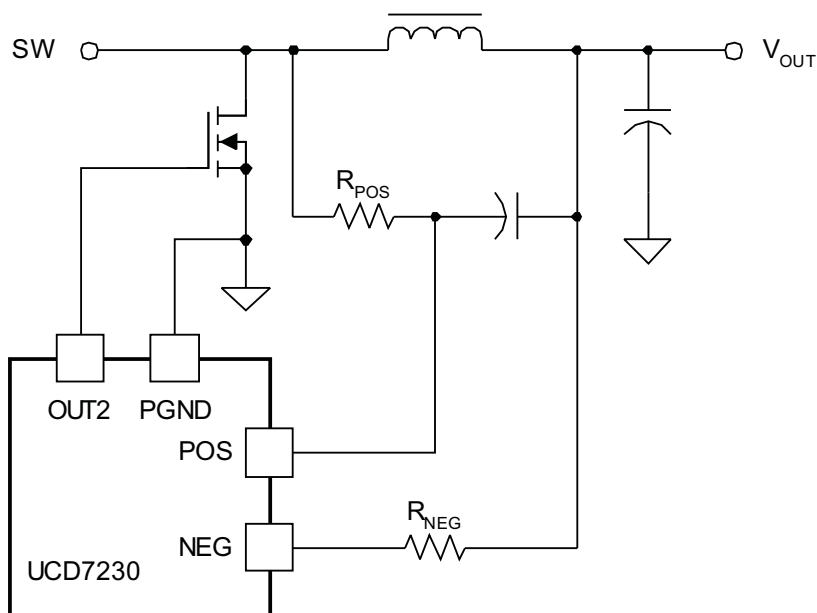 SW
VOUT
RPOS
OUT2 PGND
POS
RNEG
NEG
UCD7230